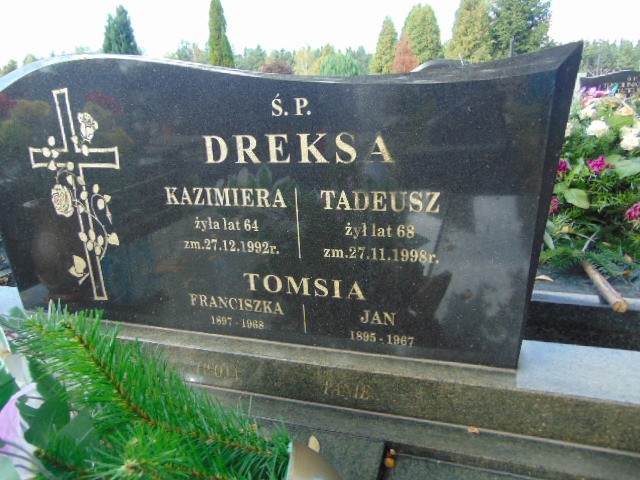 Ś.P.
DREKSA
KAZIMIERA TADEUSZ
żyła lat 64 żył lat 68
zm.27.12.1992r. zm.27.11.1998r.
TOMSIA
FRANCISZKA JAN
1897-1968 1895-1967
PANIE